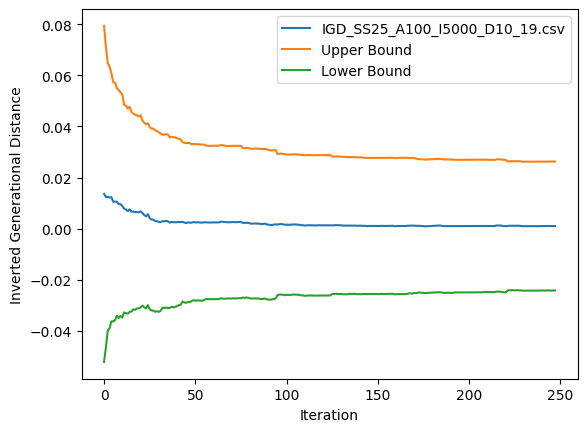 IGD_SS25_A100_I5000_D10_19.csv
Upper Bound
Lower Bound
Inverted Generational Distance
0.08
0.06
0.04
0.02
0.00
−0.02
−0.04
0 50 100 150 200 250
Iteration